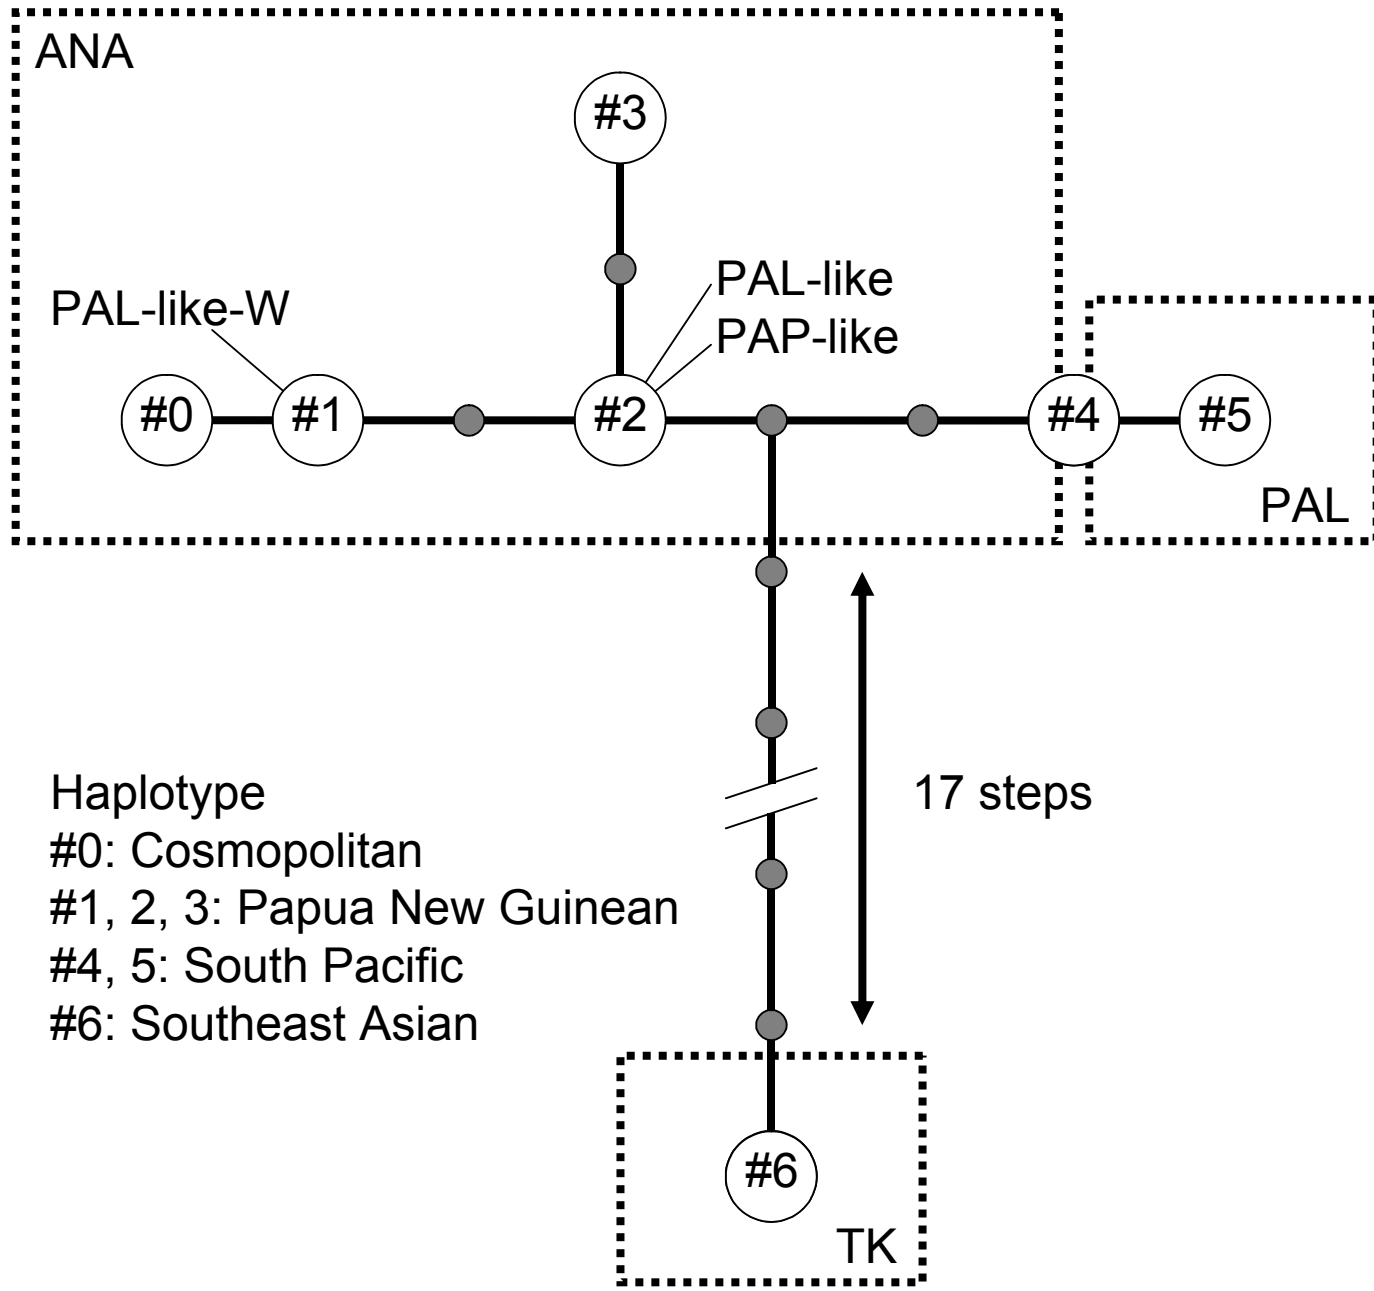 ANA
#3
PAL-like
PAP-like
PAL-like-W
#0
#1
#2
#4
#5
PAL
17 steps
Haplotype
#0: Cosmopolitan
#1, 2, 3: Papua New Guinean
#4, 5: South Pacific
#6: Southeast Asian
#6
TK